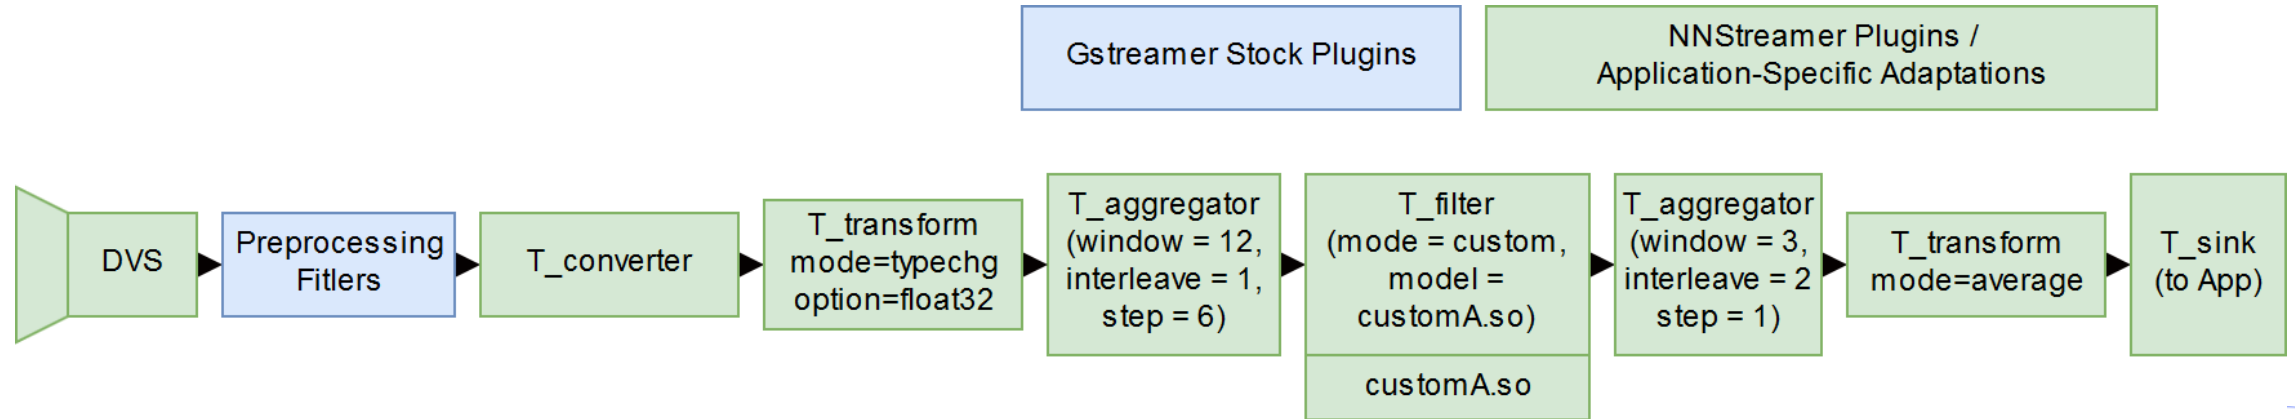 Gstreamer Stock Plugins
NNStreamer Plugins /
Application-Specific Adaptations
DVS
Preprocessing
Fitlers
T_converter
T_transform
mode=typechg
option=float32
T_aggregator
(window = 12,
interleave = 1,
step = 6)
T_filter
(mode = custom,
model =
customA.so)
customA.so
T_aggregator
(window = 3,
interleave = 2
step = 1)
T_transform
mode=average
T_sink
(to App)